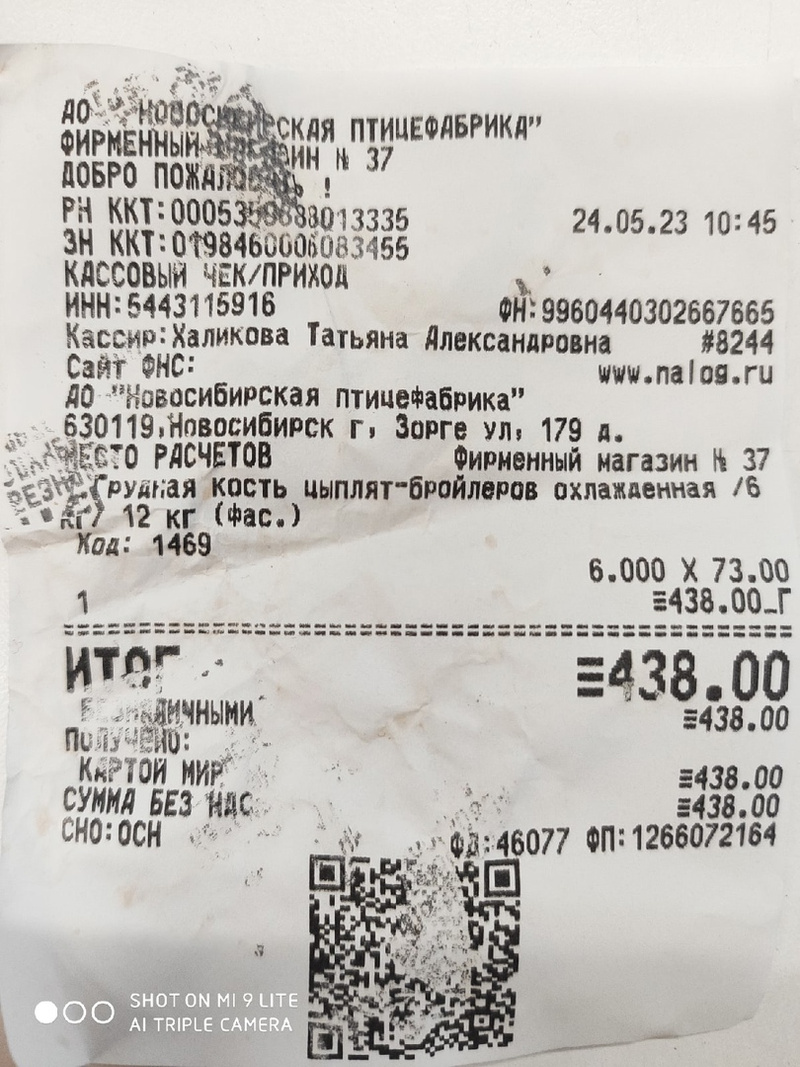 АО "НОВОСИБИРСКАЯ ПТИЦЕФАБРИКА"
ФИРМЕННЫЙ МАГАЗИН № 37
ДОБРО ПОЖАЛОВАТЬ !
РН ККТ: 24.05.23 10:45
ЗН ККТ:
КАССОВЫЙ ЧЕК/ПРИХОД
ИНН:5443115916 ФН:9960440302667665
Кассир:Халикова Татьяна Александровна #8244
Сайт ФНС: www.nalog.ru
АО "Новосибирская птицефабрика"
630119,Новосибирск г, Зорге ул, 179 д.
МЕСТО РАСЧЕТОВ Фирменный магазин № 37
Грудная кость цыплят-бройлеров охлажденная /6
кг/ 12 кг (фас.)
Код: 1469
6.000 X 73.00
1 ≡438.00_Г
ИТОГ ≡438.00
БЕЗНАЛИЧНЫМИ ≡438.00
ПОЛУЧЕНО:
КАРТОЙ МИР ≡438.00
СУММА БЕЗ НДС ≡438.00
СНО:ОСН ФД:46077 ФП:1266072164
SHOT ON MI 9 LITE
AI TRIPLE CAMERA